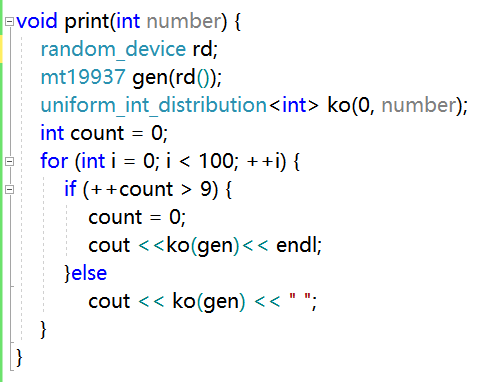 void print(int number) {
random_device rd;
mt19937 gen(rd());
uniform_int_distribution<int> ko(0, number);
int count = 0;
for (int i = 0; i < 100; ++i) {
if (++count > 9) {
count = 0;
cout <<ko(gen)<< endl;
}else
cout << ko(gen) << " ";
}
}